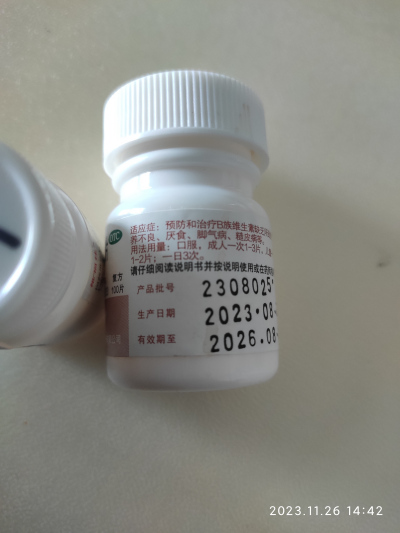 OTC
适应症：预防和治疗B族维生素缺乏
养不良、厌食、脚气病、糙皮病等。
用法用量：口服。成人一次1-3片，儿
1-2片；一日3次。
请仔细阅读说明书并按说明使用或在药
复方
100片
产品批号 2308025
生产日期 2023·08
有效期至 2026.08
2023.11.26 14:42